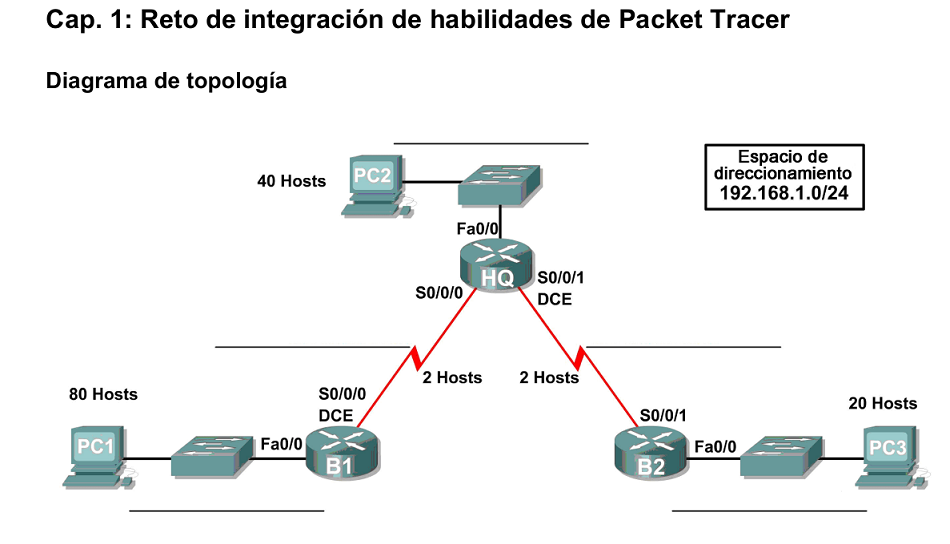 Cap. 1: Reto de integración de habilidades de Packet Tracer
Diagrama de topología
Espacio de
direccionamiento
192.168.1.0/24
40 Hosts
PC2
Fa0/0
HQ
S0/0/0
S0/0/1
DCE
2 Hosts
2 Hosts
80 Hosts
S0/0/0
DCE
PC1
Fa0/0
B1
S0/0/1
20 Hosts
B2
Fa0/0
PC3